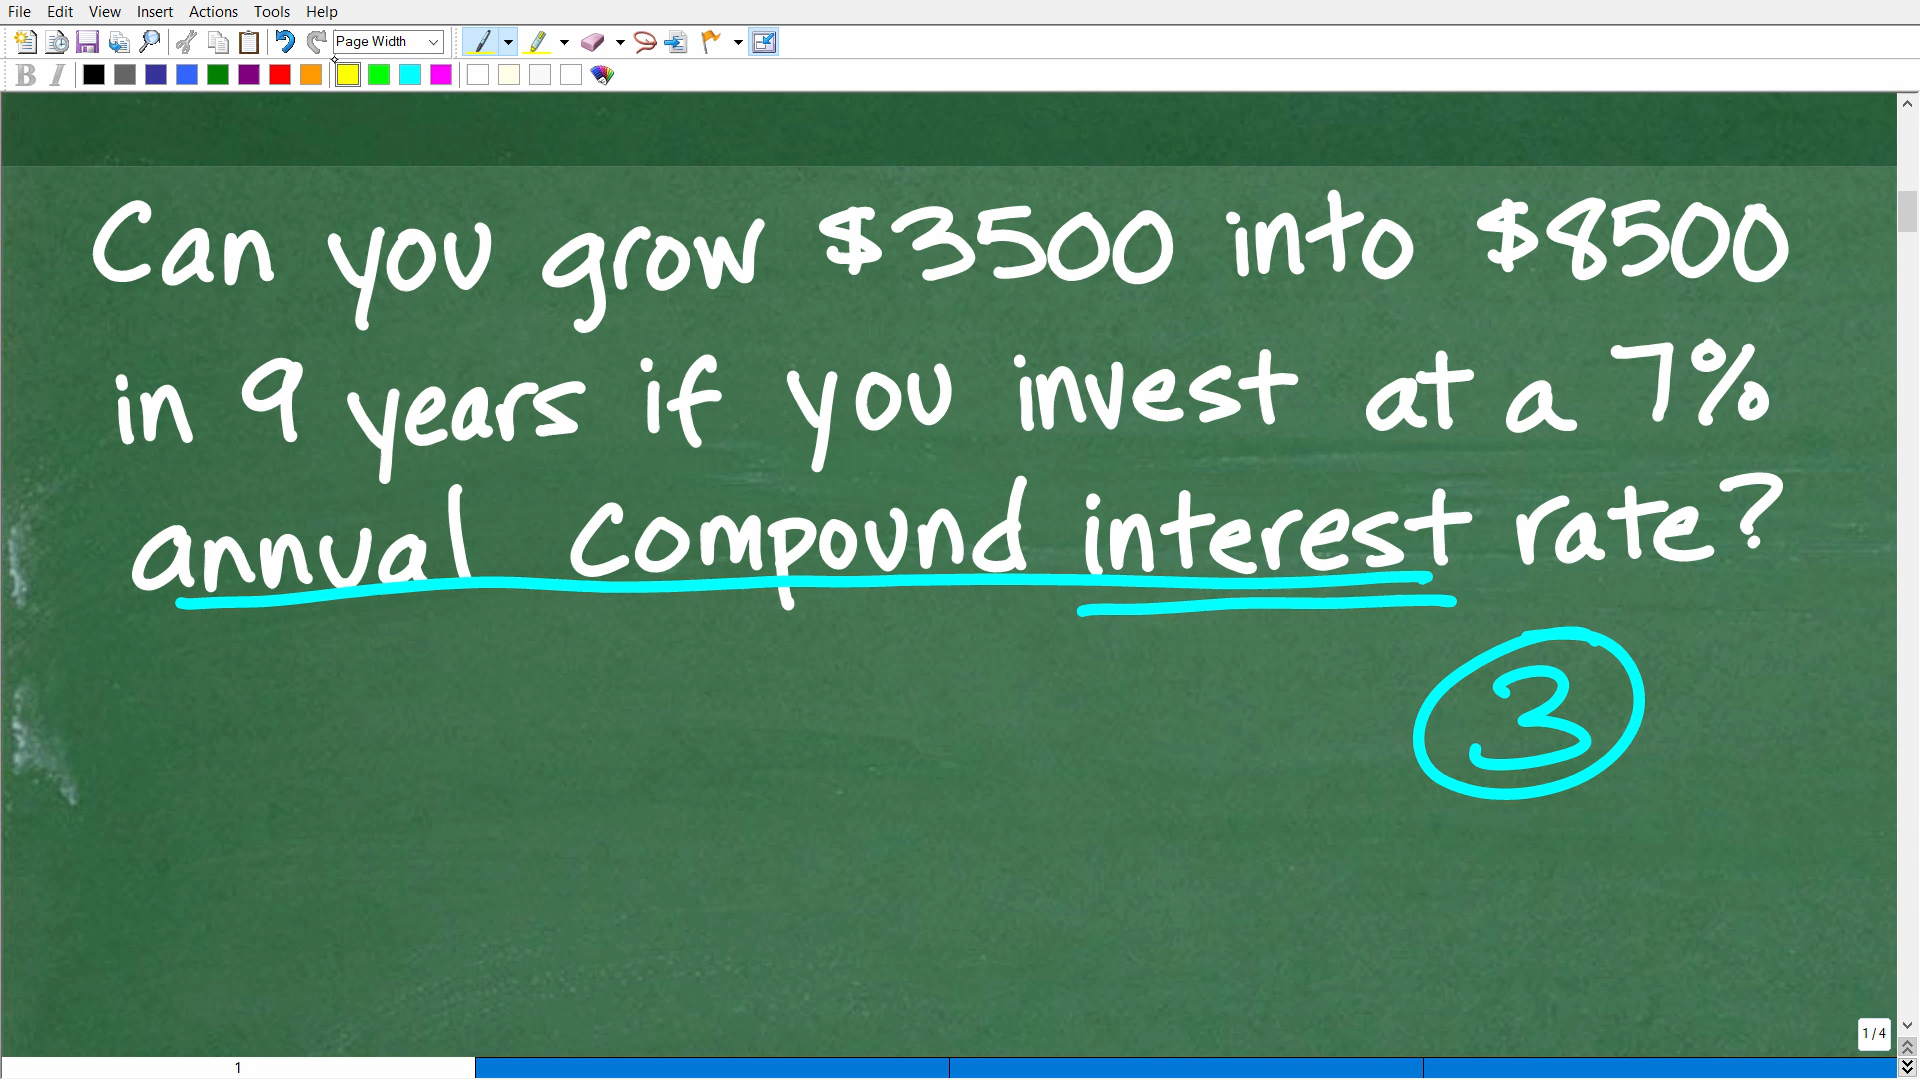 File Edit View Insert Actions Tools Help
Page Width
B I
Can you grow $3500 into $8500
in 9 years if you invest at a 7%
annual compound interest rate?
3
1 / 4
1